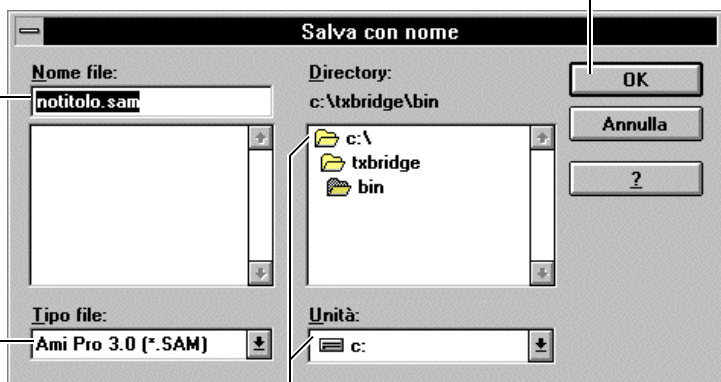 Salva con nome
Nome file:
notitolo.sam
Directory:
c:\txbridge\bin
c:\
txbridge
bin
OK
Annulla
?
Tipo file:
Ami Pro 3.0 (*.SAM)
Unità:
c: